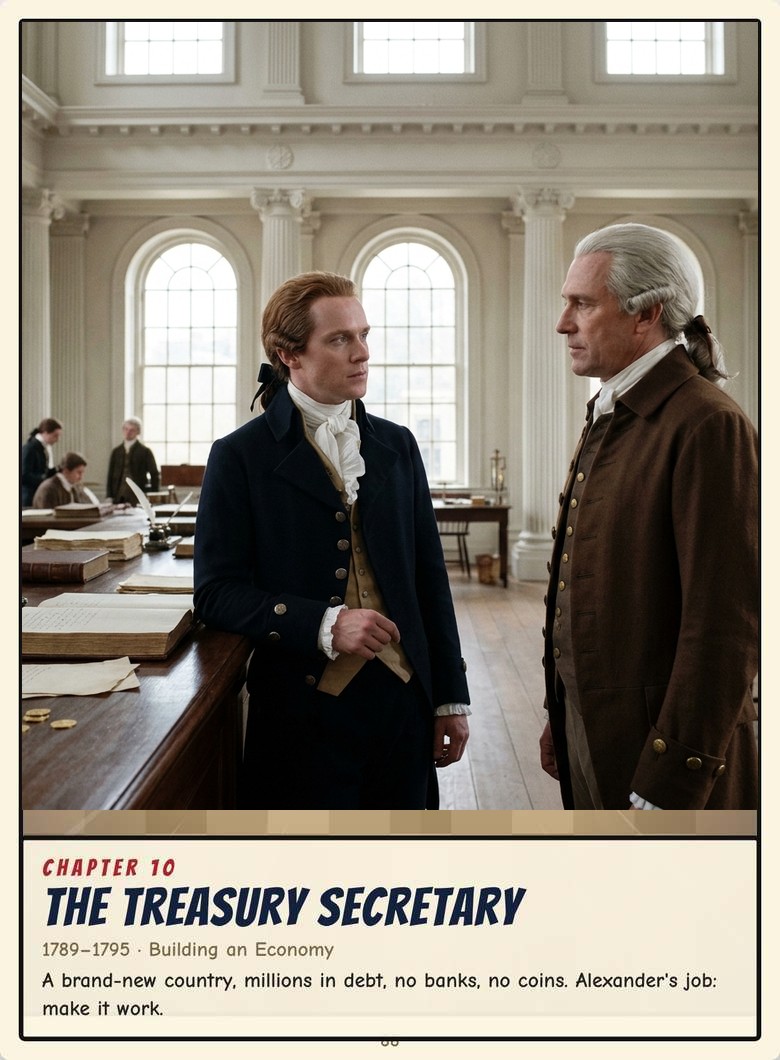 CHAPTER 10
THE TREASURY SECRETARY
1789–1795 · Building an Economy
A brand-new country, millions in debt, no banks, no coins. Alexander's job:
make it work.